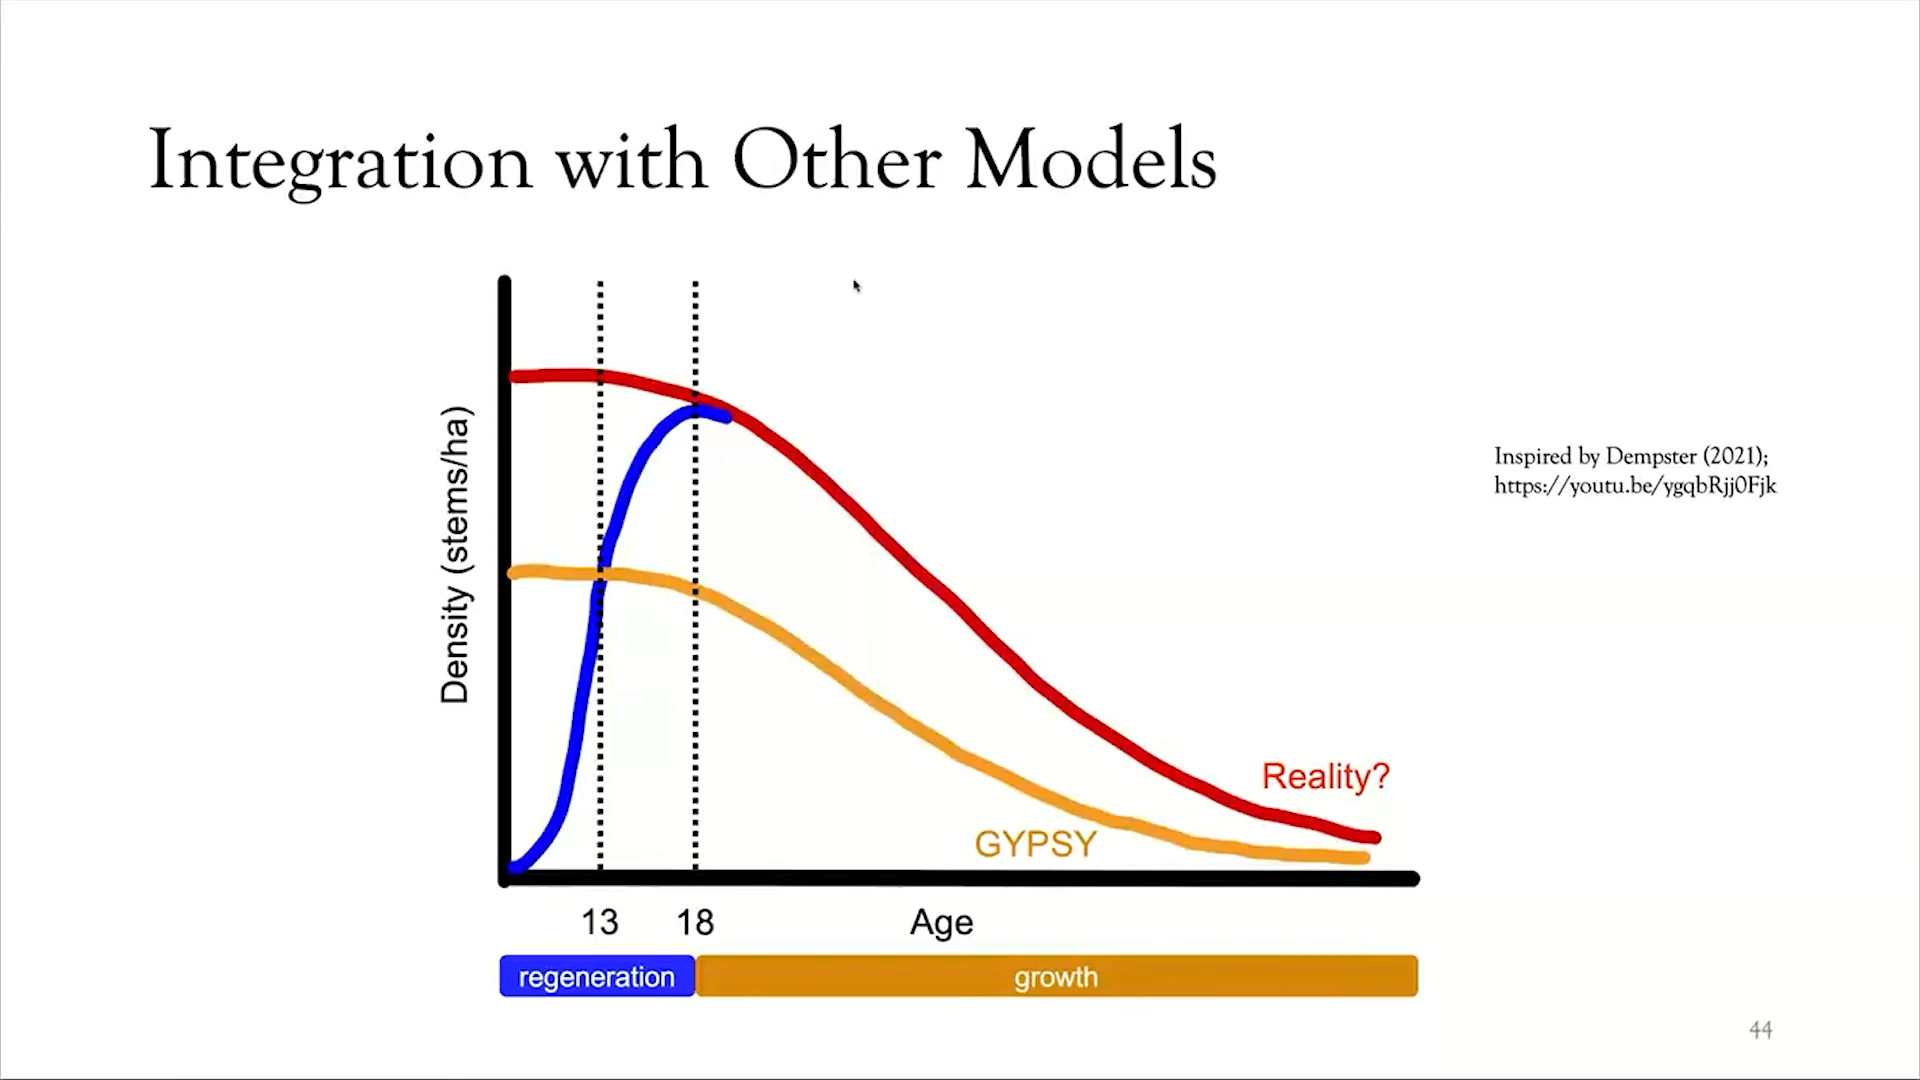 Integration with Other Models
Density (stems/ha)
Inspired by Dempster (2021);
https://youtu.be/ygqbRjj0Fjk
Reality?
GYPSY
13 18 Age
regeneration growth
44